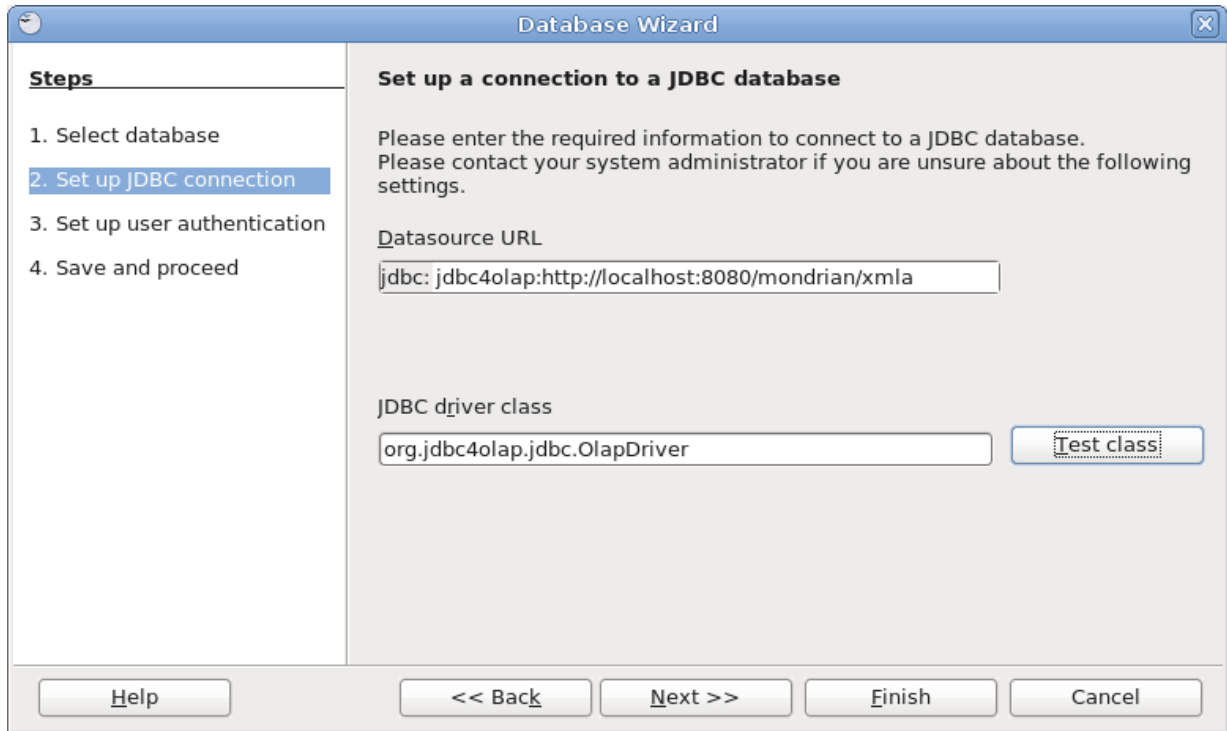 Database Wizard
Steps
1. Select database
2. Set up JDBC connection
3. Set up user authentication
4. Save and proceed
Set up a connection to a JDBC database
Please enter the required information to connect to a JDBC database.
Please contact your system administrator if you are unsure about the following
settings.
Datasource URL
jdbc: jdbc4olap:http://localhost:8080/mondrian/xmla
JDBC driver class
org.jdbc4olap.jdbc.OlapDriver
Test class
Help
<< Back
Next >>
Finish
Cancel